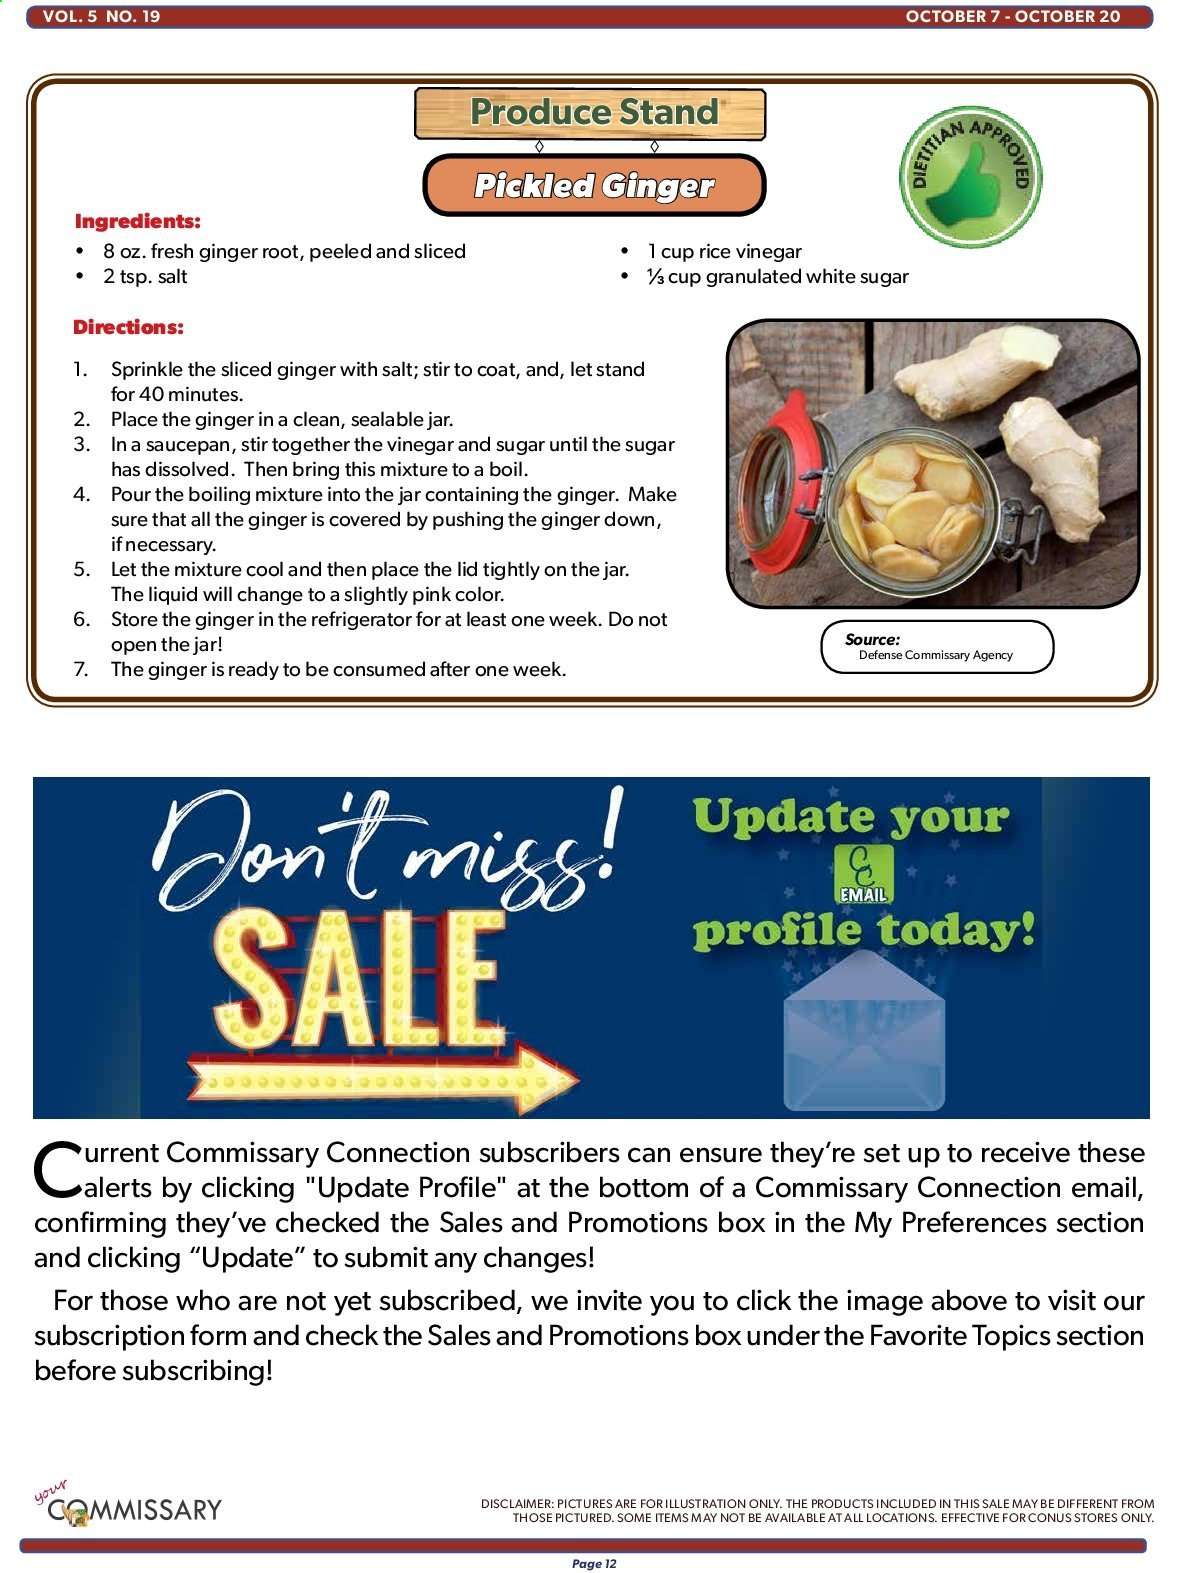 VOL. 5 NO. 19
OCTOBER 7 - OCTOBER 20
Produce Stand
Pickled Ginger
DIETITIAN APPROVED
Ingredients:
• 8 oz. fresh ginger root, peeled and sliced
• 2 tsp. salt
• 1 cup rice vinegar
• ⅓ cup granulated white sugar
Directions:
1. Sprinkle the sliced ginger with salt; stir to coat, and, let stand
for 40 minutes.
2. Place the ginger in a clean, sealable jar.
3. In a saucepan, stir together the vinegar and sugar until the sugar
has dissolved. Then bring this mixture to a boil.
4. Pour the boiling mixture into the jar containing the ginger. Make
sure that all the ginger is covered by pushing the ginger down,
if necessary.
5. Let the mixture cool and then place the lid tightly on the jar.
The liquid will change to a slightly pink color.
6. Store the ginger in the refrigerator for at least one week. Do not
open the jar!
7. The ginger is ready to be consumed after one week.
Source:
Defense Commissary Agency
Don't miss!
SALE
Update your
CC
EMAIL
profile today!
Current Commissary Connection subscribers can ensure they’re set up to receive these
alerts by clicking "Update Profile" at the bottom of a Commissary Connection email,
confirming they’ve checked the Sales and Promotions box in the My Preferences section
and clicking “Update” to submit any changes!
For those who are not yet subscribed, we invite you to click the image above to visit our
subscription form and check the Sales and Promotions box under the Favorite Topics section
before subscribing!
your
COMMISSARY
DISCLAIMER: PICTURES ARE FOR ILLUSTRATION ONLY. THE PRODUCTS INCLUDED IN THIS SALE MAY BE DIFFERENT FROM
THOSE PICTURED. SOME ITEMS MAY NOT BE AVAILABLE AT ALL LOCATIONS. EFFECTIVE FOR CONUS STORES ONLY.
Page 12